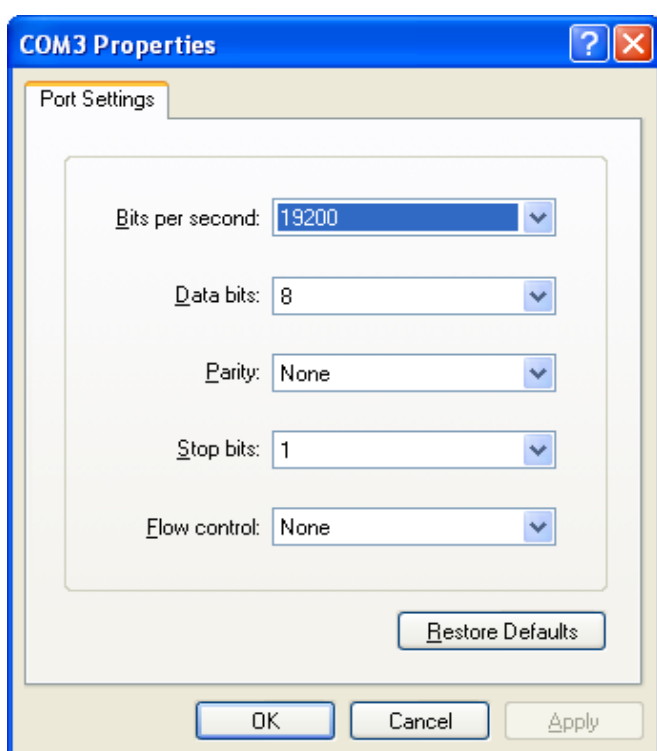 COM3 Properties
Port Settings
Bits per second: 19200
Data bits: 8
Parity: None
Stop bits: 1
Flow control: None
Restore Defaults
OK Cancel Apply